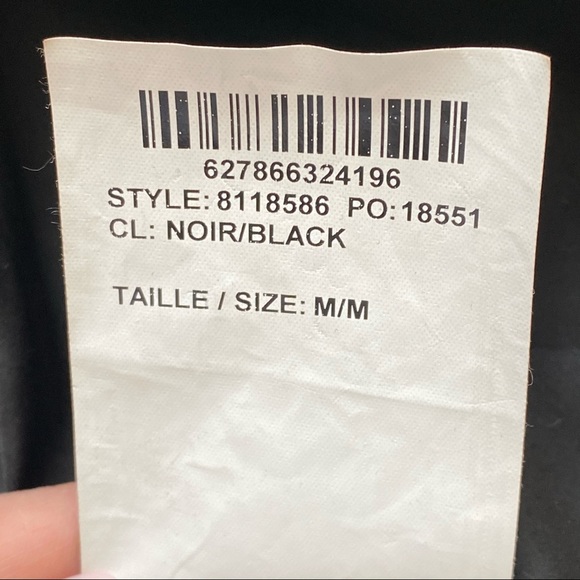 627866324196
STYLE: 8118586 PO: 18551
CL: NOIR/BLACK
TAILLE / SIZE: M/M